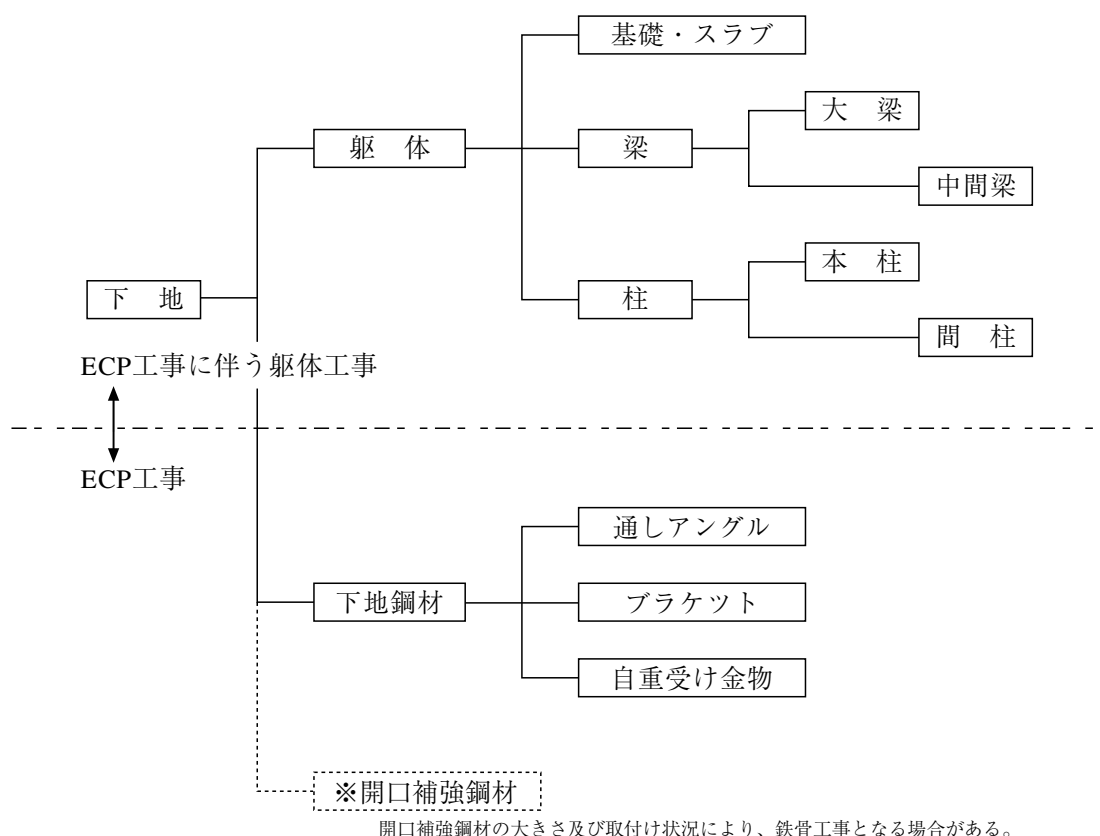 基礎・スラブ
大　梁
躯　体
梁
中間梁
本　柱
下　地
柱
間　柱
ECP工事に伴う躯体工事
ECP工事
通しアングル
下地鋼材
ブラケツト
自重受け金物
※開口補強鋼材
開口補強鋼材の大きさ及び取付け状況により、鉄骨工事となる場合がある。